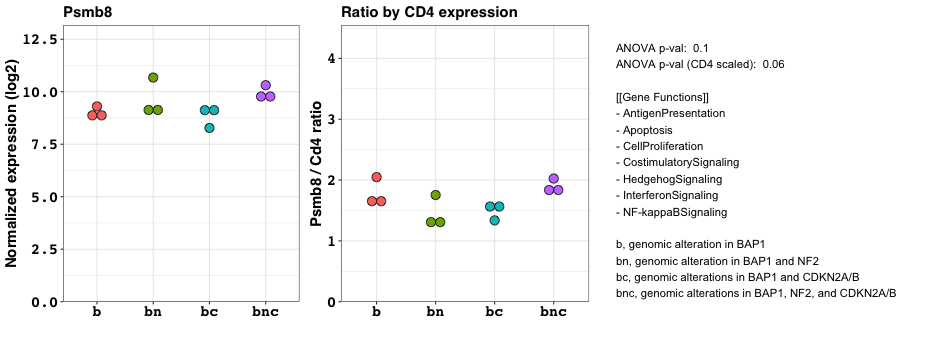 Psmb8
Normalized expression (log2)
12.5
10.0
7.5
5.0
2.5
0.0
b bn bc bnc
Ratio by CD4 expression
Psmb8 / Cd4 ratio
4
3
2
1
0
b bn bc bnc
ANOVA p-val: 0.1
ANOVA p-val (CD4 scaled): 0.06
[[Gene Functions]]
- AntigenPresentation
- Apoptosis
- CellProliferation
- CostimulatorySignaling
- HedgehogSignaling
- InterferonSignaling
- NF-kappaBSignaling
b, genomic alteration in BAP1
bn, genomic alteration in BAP1 and NF2
bc, genomic alterations in BAP1 and CDKN2A/B
bnc, genomic alterations in BAP1, NF2, and CDKN2A/B